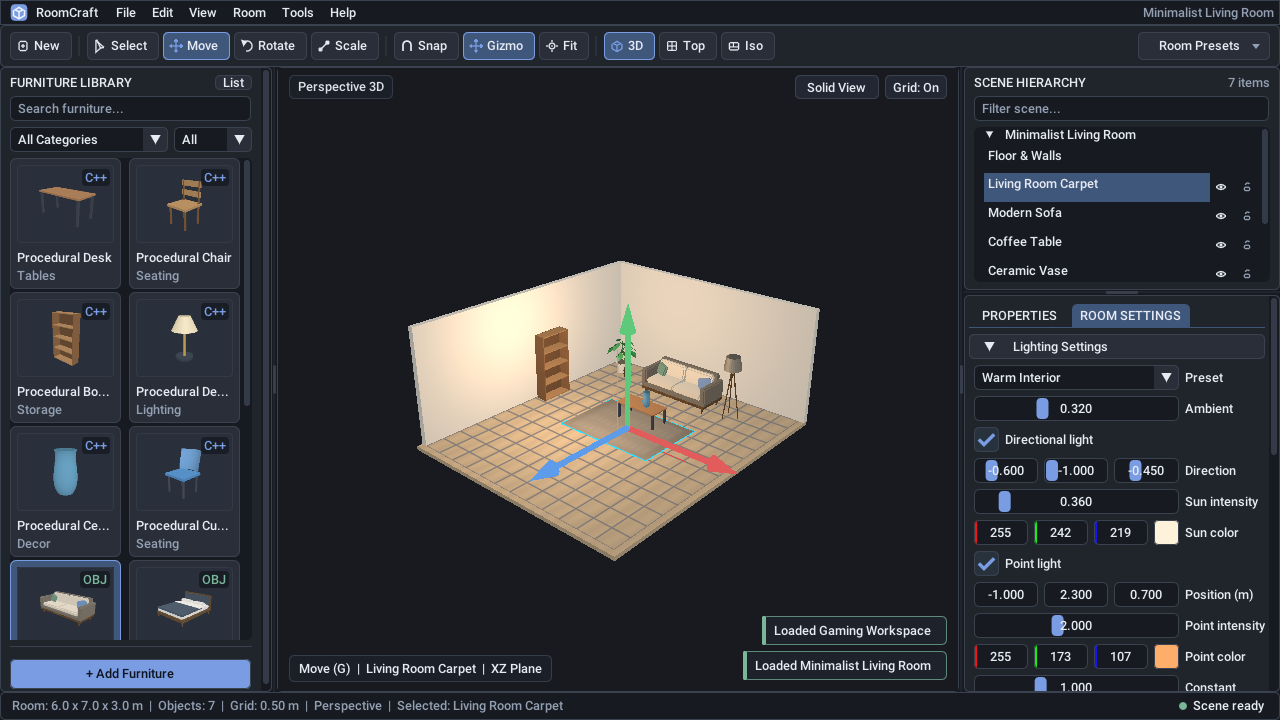 RoomCraft File Edit View Room Tools Help Minimalist Living Room
New Select Move Rotate Scale Snap Gizmo Fit 3D Top Iso Room Presets
FURNITURE LIBRARY List
Search furniture...
All Categories All
C++ C++
Procedural Desk Procedural Chair
Tables Seating
C++ C++
Procedural Bo... Procedural De...
Storage Lighting
C++ C++
Procedural Ce... Procedural Cu...
Decor Seating
OBJ OBJ
+ Add Furniture
Perspective 3D Solid View Grid: On
Loaded Gaming Workspace
Loaded Minimalist Living Room
Move (G) | Living Room Carpet | XZ Plane
SCENE HIERARCHY 7 items
Filter scene...
Minimalist Living Room
Floor & Walls
Living Room Carpet
Modern Sofa
Coffee Table
Ceramic Vase
PROPERTIES ROOM SETTINGS
Lighting Settings
Warm Interior Preset
0.320 Ambient
Directional light
-0.600 -1.000 -0.450 Direction
0.360 Sun intensity
255 242 219 Sun color
Point light
-1.000 2.300 0.700 Position (m)
2.000 Point intensity
255 173 107 Point color
1.000 Constant
Room: 6.0 x 7.0 x 3.0 m | Objects: 7 | Grid: 0.50 m | Perspective | Selected: Living Room Carpet Scene ready